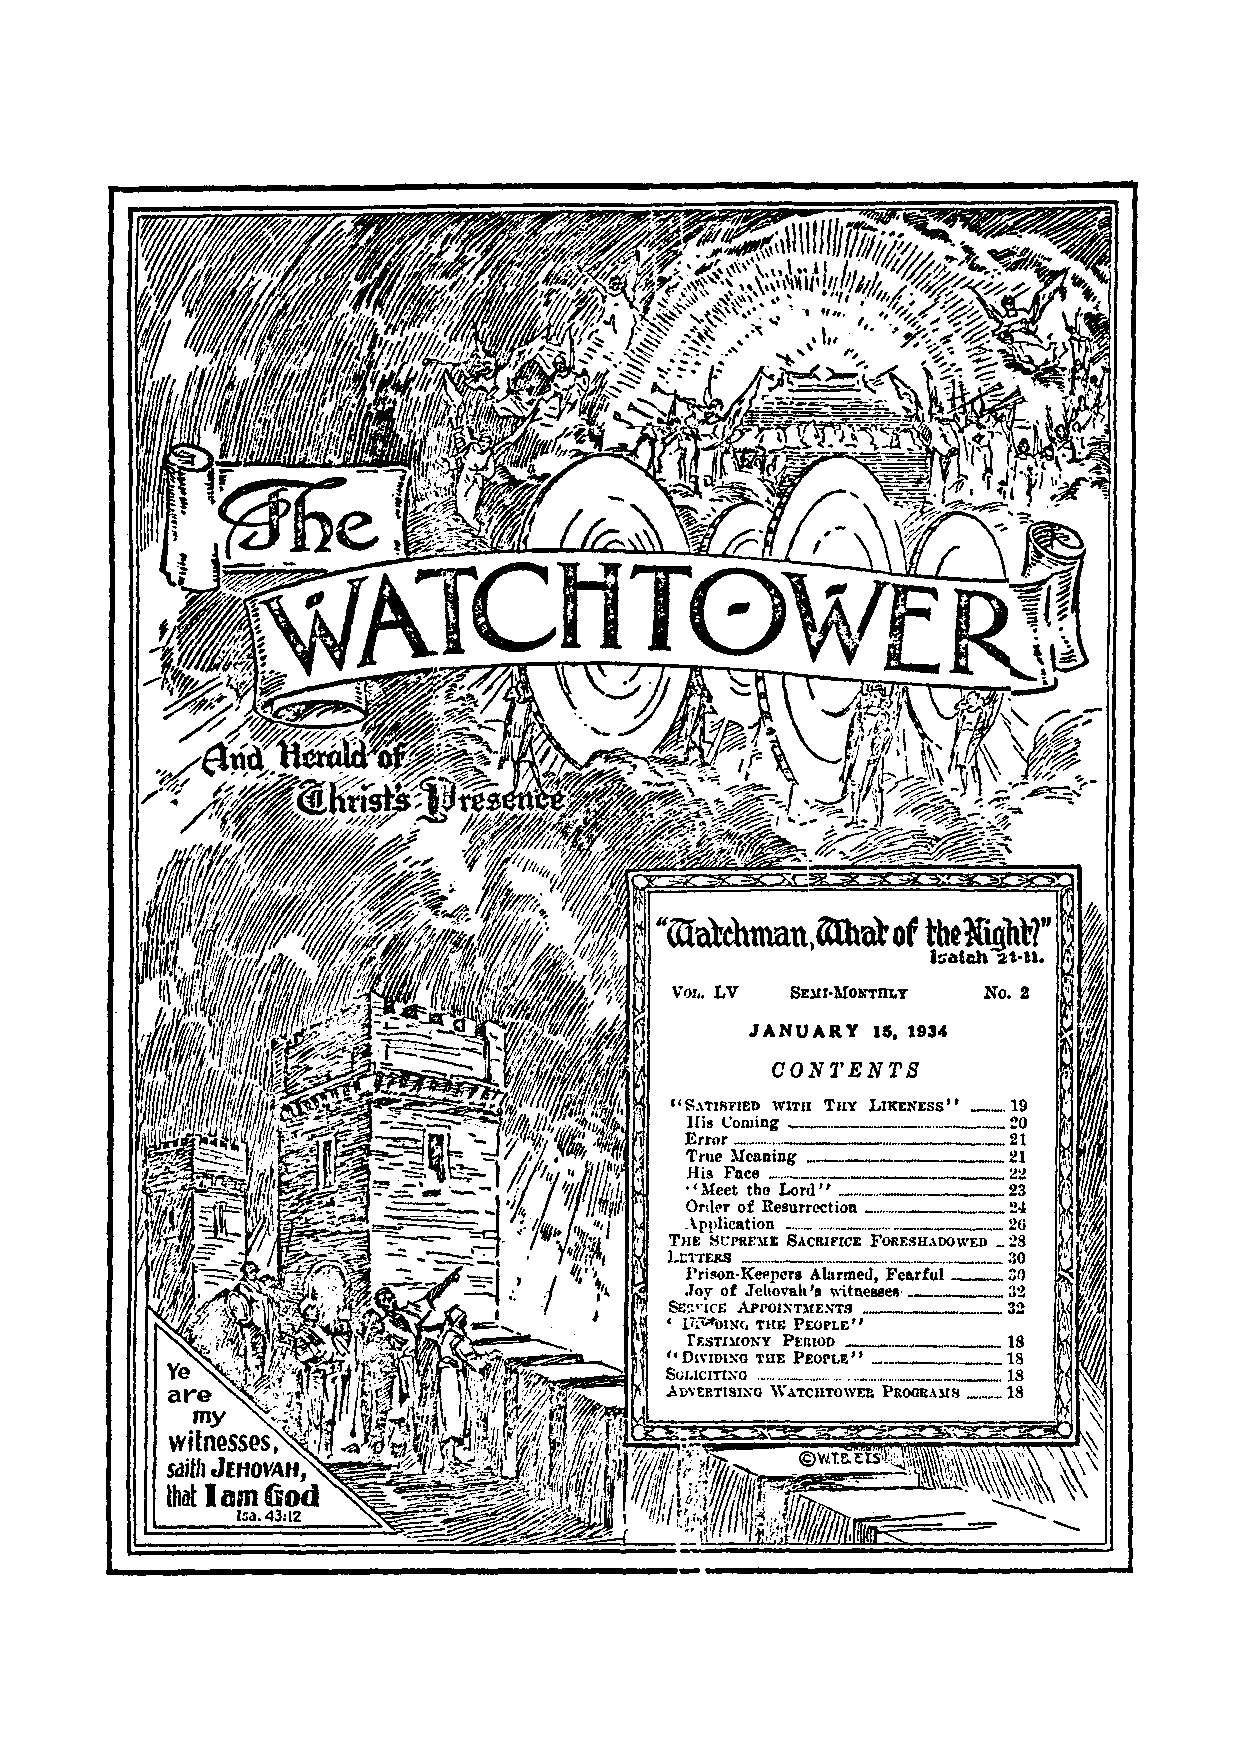 The
WATCHTOWER
And Herald of
Christ's Presence
"Watchman, What of the Night?"
Isaiah 21-11.
VOL. LV SEMI-MONTHLY No. 2
JANUARY 15, 1934
CONTENTS
"SATISFIED WITH THY LIKENESS" 19
His Coming 20
Error 21
True Meaning 21
His Face 22
"Meet the Lord" 23
Order of Resurrection 24
Application 26
THE SUPREME SACRIFICE FORESHADOWED 28
LETTERS 30
Prison-Keepers Alarmed, Fearful 30
Joy of Jehovah's witnesses 32
SERVICE APPOINTMENTS 32
THE PEOPLE"
TESTIMONY PERIOD 18
"DIVIDING THE PEOPLE" 18
SOLICITING 18
ADVERTISING WATCHTOWER PROGRAMS 18
Ye
are
my
witnesses,
saith JEHOVAH,
that I am God
Isa. 43:12
©W.T.B. & T.S.